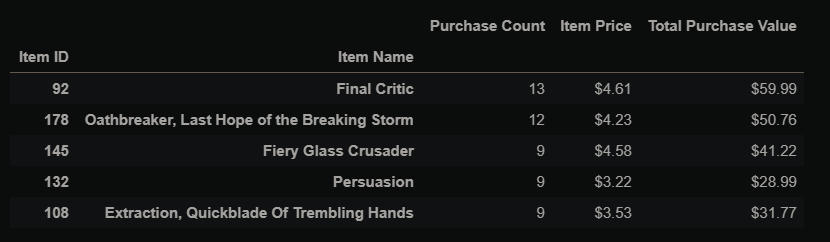 Purchase Count Item Price Total Purchase Value
Item ID Item Name
92 Final Critic 13 $4.61 $59.99
178 Oathbreaker, Last Hope of the Breaking Storm 12 $4.23 $50.76
145 Fiery Glass Crusader 9 $4.58 $41.22
132 Persuasion 9 $3.22 $28.99
108 Extraction, Quickblade Of Trembling Hands 9 $3.53 $31.77